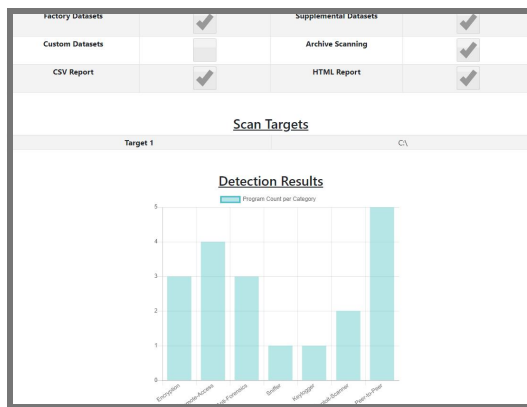 Factory Datasets Supplemental Datasets
Custom Datasets Archive Scanning
CSV Report HTML Report
Scan Targets
Target 1 C:\
Detection Results
Program Count per Category
5
4
3
2
1
0
Encryption Sniffer Keylogger Peer-to-Peer